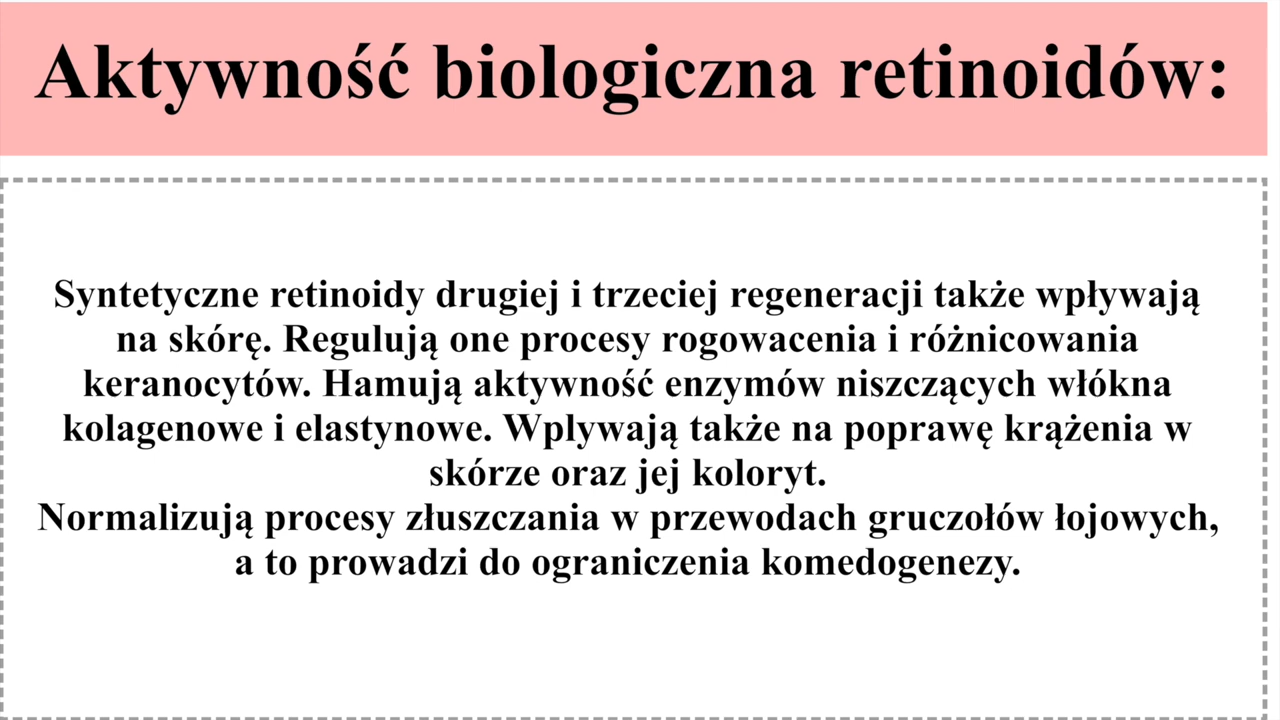 Aktywność biologiczna retinoidów:
Syntetyczne retinoidy drugiej i trzeciej regeneracji także wpływają
na skórę. Regulują one procesy rogowacenia i różnicowania
keranocytów. Hamują aktywność enzymów niszczących włókna
kolagenowe i elastynowe. Wplywają także na poprawę krążenia w
skórze oraz jej koloryt.
Normalizują procesy złuszczania w przewodach gruczołów łojowych,
a to prowadzi do ograniczenia komedogenezy.